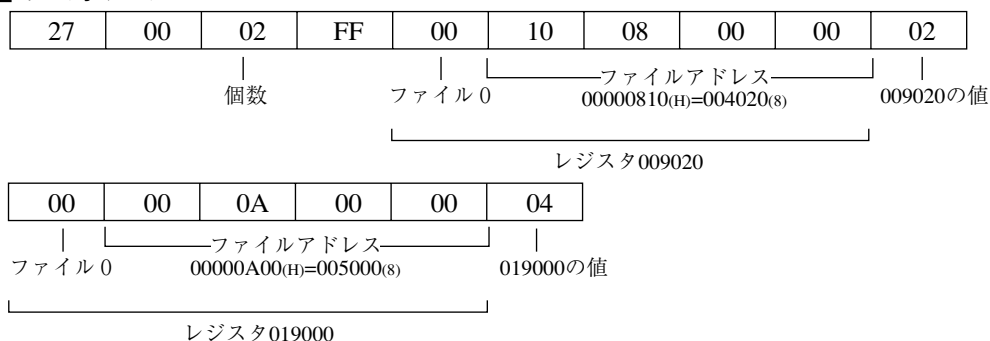 27 00 02 FF 00 10 08 00 00 02
個数 ファイル0 ファイルアドレス 00000810(H)=004020(8) 009020の値
レジスタ009020
00 00 0A 00 00 04
ファイル0 ファイルアドレス 00000A00(H)=005000(8) 019000の値
レジスタ019000